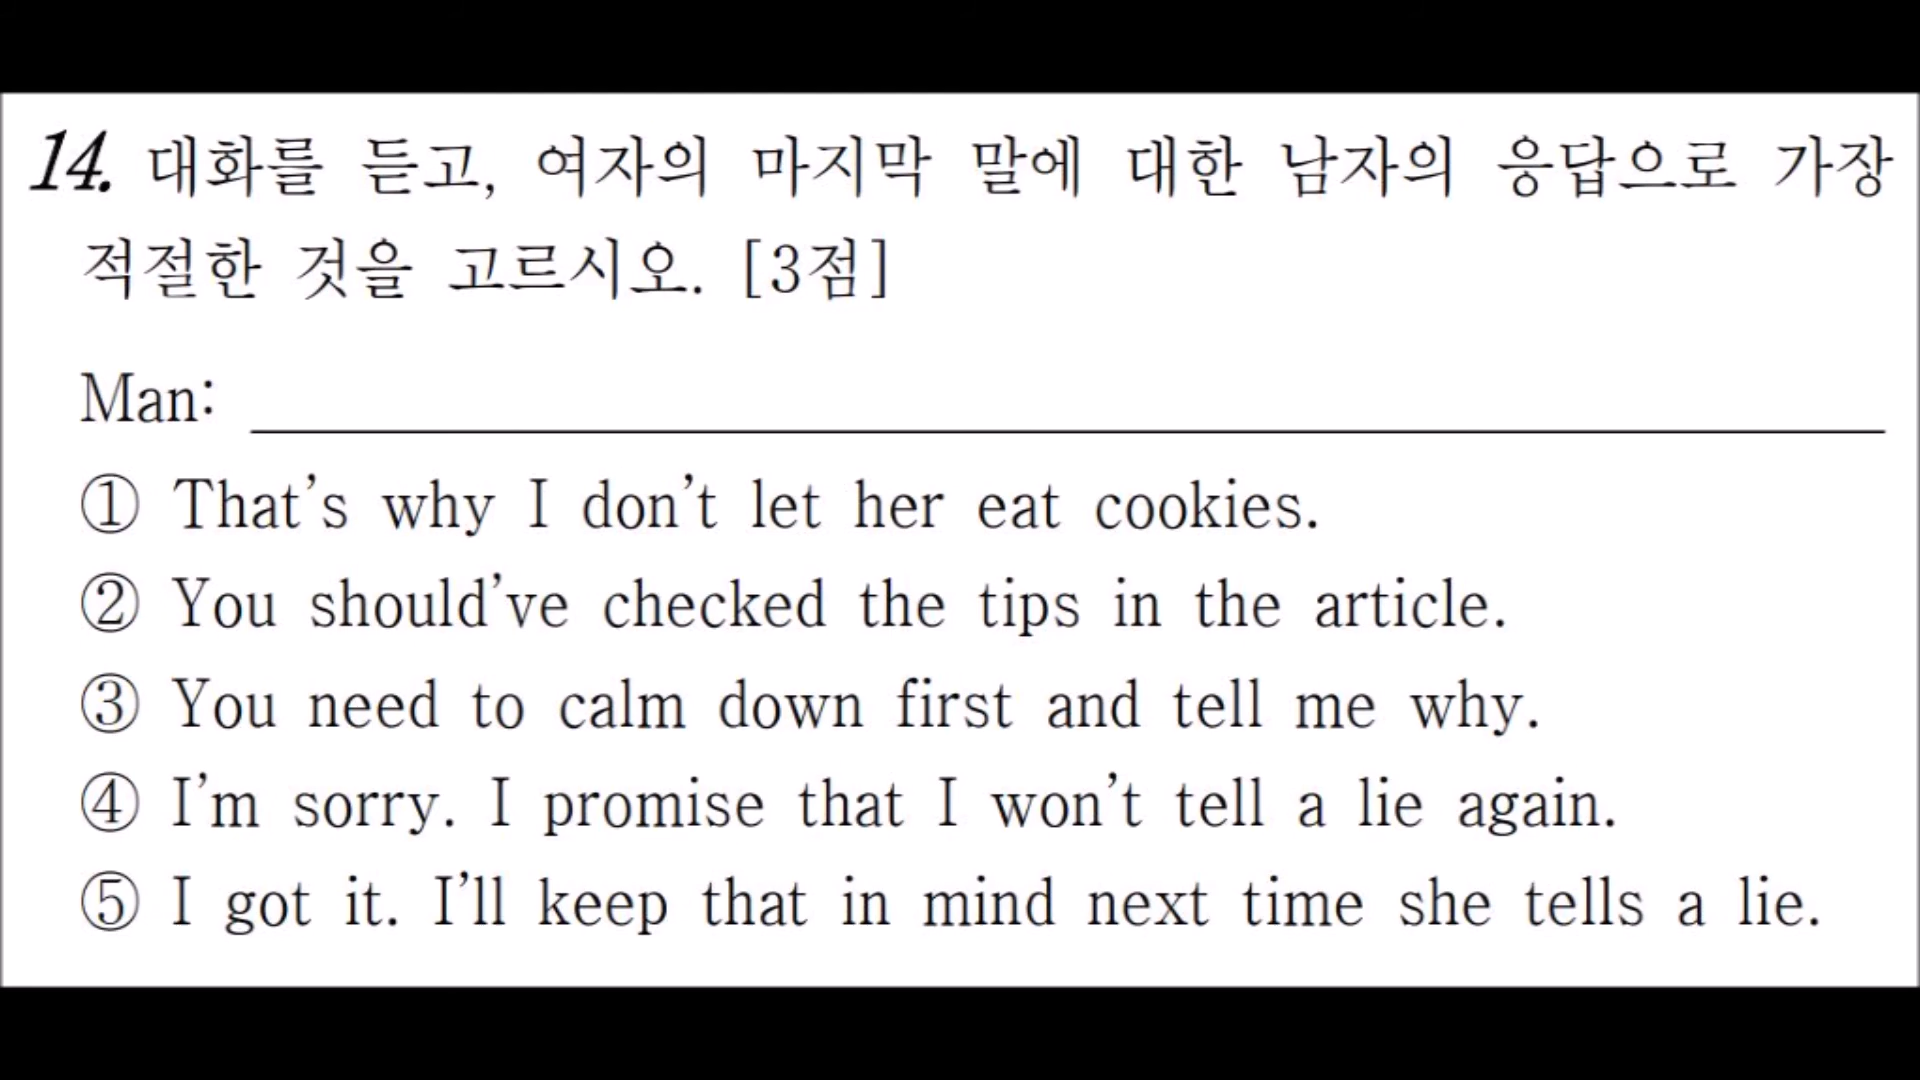 14. 대화를 듣고, 여자의 마지막 말에 대한 남자의 응답으로 가장
적절한 것을 고르시오. [3점]
Man:
① That's why I don't let her eat cookies.
② You should've checked the tips in the article.
③ You need to calm down first and tell me why.
④ I'm sorry. I promise that I won't tell a lie again.
⑤ I got it. I'll keep that in mind next time she tells a lie.